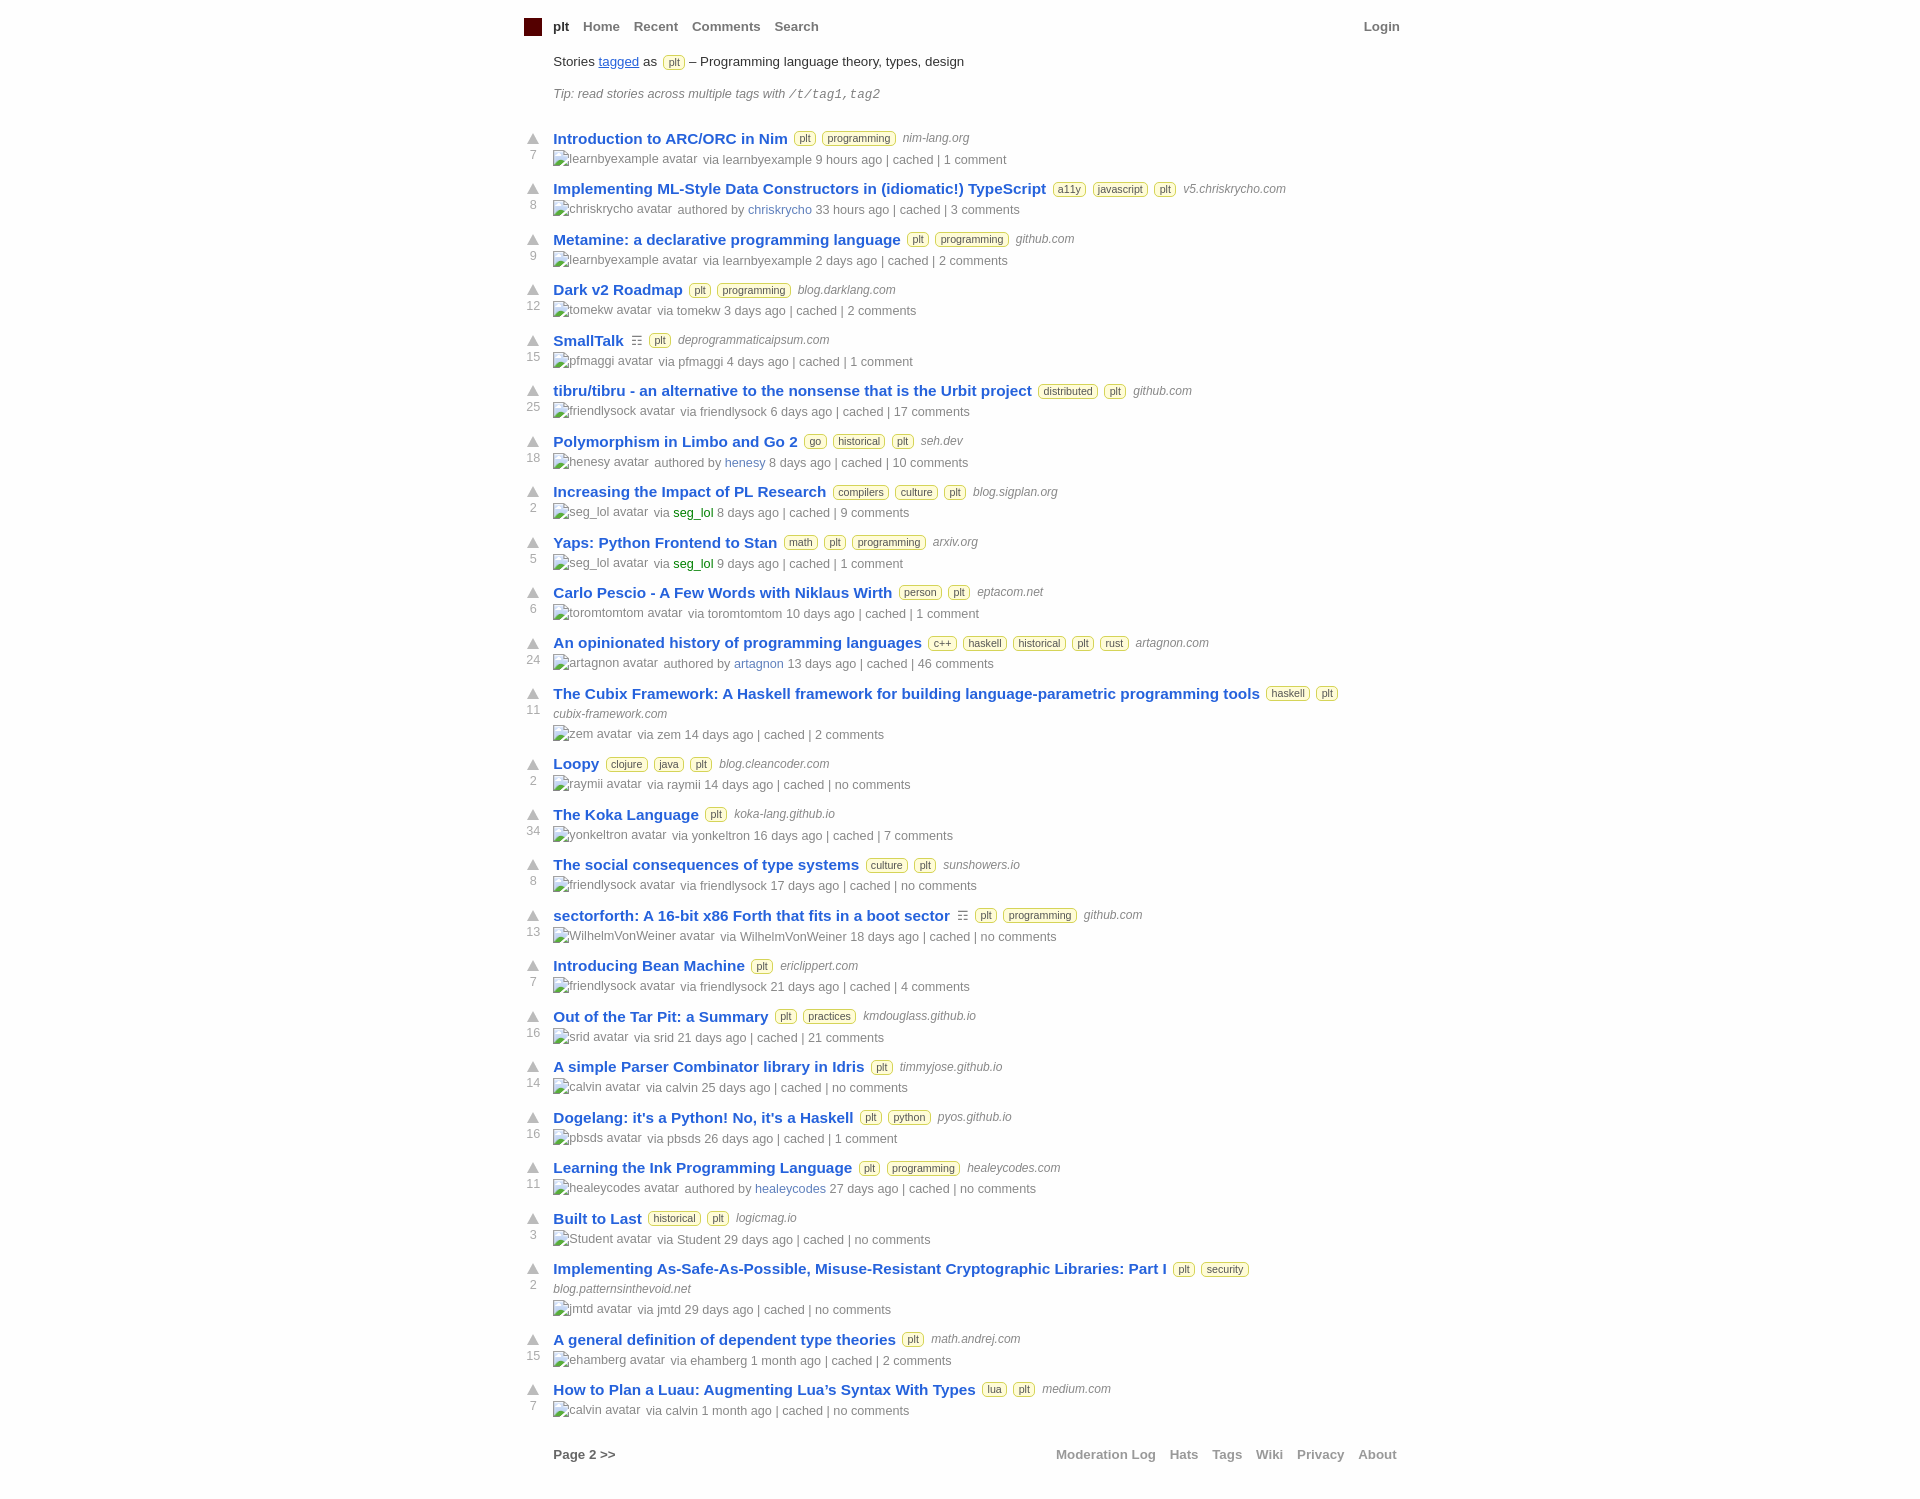 plt Home Recent Comments Search Login
Stories tagged as plt – Programming language theory, types, design
Tip: read stories across multiple tags with /t/tag1,tag2
Introduction to ARC/ORC in Nim plt programming nim-lang.org
7 learnbyexample avatar via learnbyexample 9 hours ago | cached | 1 comment
Implementing ML-Style Data Constructors in (idiomatic!) TypeScript a11y javascript plt v5.chriskrycho.com
8 chriskrycho avatar authored by chriskrycho 33 hours ago | cached | 3 comments
Metamine: a declarative programming language plt programming github.com
9 learnbyexample avatar via learnbyexample 2 days ago | cached | 2 comments
Dark v2 Roadmap plt programming blog.darklang.com
12 tomekw avatar via tomekw 3 days ago | cached | 2 comments
SmallTalk ☶ plt deprogrammaticaipsum.com
15 pfmaggi avatar via pfmaggi 4 days ago | cached | 1 comment
tibru/tibru - an alternative to the nonsense that is the Urbit project distributed plt github.com
25 friendlysock avatar via friendlysock 6 days ago | cached | 17 comments
Polymorphism in Limbo and Go 2 go historical plt seh.dev
18 henesy avatar authored by henesy 8 days ago | cached | 10 comments
Increasing the Impact of PL Research compilers culture plt blog.sigplan.org
2 seg_lol avatar via seg_lol 8 days ago | cached | 9 comments
Yaps: Python Frontend to Stan math plt programming arxiv.org
5 seg_lol avatar via seg_lol 9 days ago | cached | 1 comment
Carlo Pescio - A Few Words with Niklaus Wirth person plt eptacom.net
6 toromtomtom avatar via toromtomtom 10 days ago | cached | 1 comment
An opinionated history of programming languages c++ haskell historical plt rust artagnon.com
24 artagnon avatar authored by artagnon 13 days ago | cached | 46 comments
The Cubix Framework: A Haskell framework for building language-parametric programming tools haskell plt
11 cubix-framework.com
zem avatar via zem 14 days ago | cached | 2 comments
Loopy clojure java plt blog.cleancoder.com
2 raymii avatar via raymii 14 days ago | cached | no comments
The Koka Language plt koka-lang.github.io
34 yonkeltron avatar via yonkeltron 16 days ago | cached | 7 comments
The social consequences of type systems culture plt sunshowers.io
8 friendlysock avatar via friendlysock 17 days ago | cached | no comments
sectorforth: A 16-bit x86 Forth that fits in a boot sector ☶ plt programming github.com
13 WilhelmVonWeiner avatar via WilhelmVonWeiner 18 days ago | cached | no comments
Introducing Bean Machine plt ericlippert.com
7 friendlysock avatar via friendlysock 21 days ago | cached | 4 comments
Out of the Tar Pit: a Summary plt practices kmdouglass.github.io
16 srid avatar via srid 21 days ago | cached | 21 comments
A simple Parser Combinator library in Idris plt timmyjose.github.io
14 calvin avatar via calvin 25 days ago | cached | no comments
Dogelang: it's a Python! No, it's a Haskell plt python pyos.github.io
16 pbsds avatar via pbsds 26 days ago | cached | 1 comment
Learning the Ink Programming Language plt programming healeycodes.com
11 healeycodes avatar authored by healeycodes 27 days ago | cached | no comments
Built to Last historical plt logicmag.io
3 Student avatar via Student 29 days ago | cached | no comments
Implementing As-Safe-As-Possible, Misuse-Resistant Cryptographic Libraries: Part I plt security
2 blog.patternsinthevoid.net
jmtd avatar via jmtd 29 days ago | cached | no comments
A general definition of dependent type theories plt math.andrej.com
15 ehamberg avatar via ehamberg 1 month ago | cached | 2 comments
How to Plan a Luau: Augmenting Lua’s Syntax With Types lua plt medium.com
7 calvin avatar via calvin 1 month ago | cached | no comments
Page 2 >> Moderation Log Hats Tags Wiki Privacy About